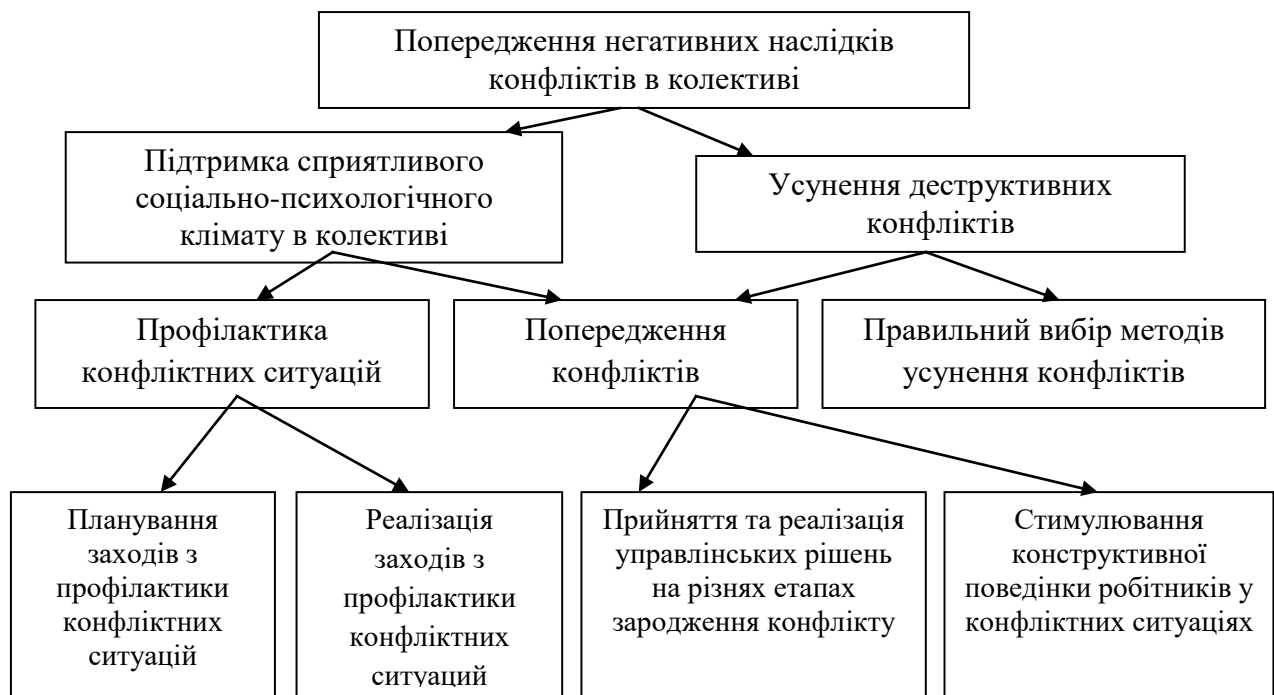 Попередження негативних наслідків
конфліктів в колективі
Підтримка сприятливого
соціально-психологічного
клімату в колективі
Усунення деструктивних
конфліктів
Профілактика
конфліктних ситуацій
Попередження
конфліктів
Правильний вибір методів
усунення конфліктів
Планування
заходів з
профілактики
конфліктних
ситуацій
Реалізація
заходів з
профілактики
конфліктних
ситуаций
Прийняття та реалізація
управлінських рішень
на різнях етапах
зародження конфлікту
Стимулювання
конструктивної
поведінки робітників у
конфліктних ситуаціях